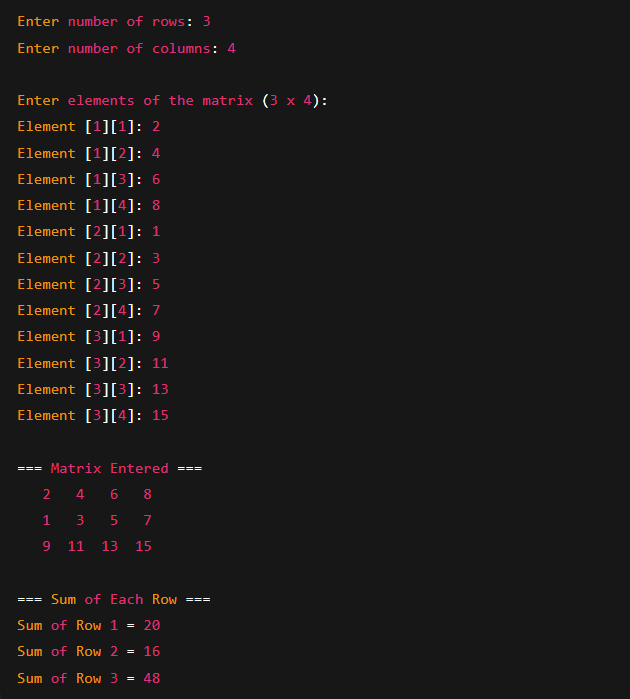 Enter number of rows: 3
Enter number of columns: 4
Enter elements of the matrix (3 x 4):
Element [1][1]: 2
Element [1][2]: 4
Element [1][3]: 6
Element [1][4]: 8
Element [2][1]: 1
Element [2][2]: 3
Element [2][3]: 5
Element [2][4]: 7
Element [3][1]: 9
Element [3][2]: 11
Element [3][3]: 13
Element [3][4]: 15
=== Matrix Entered ===
2 4 6 8
1 3 5 7
9 11 13 15
=== Sum of Each Row ===
Sum of Row 1 = 20
Sum of Row 2 = 16
Sum of Row 3 = 48